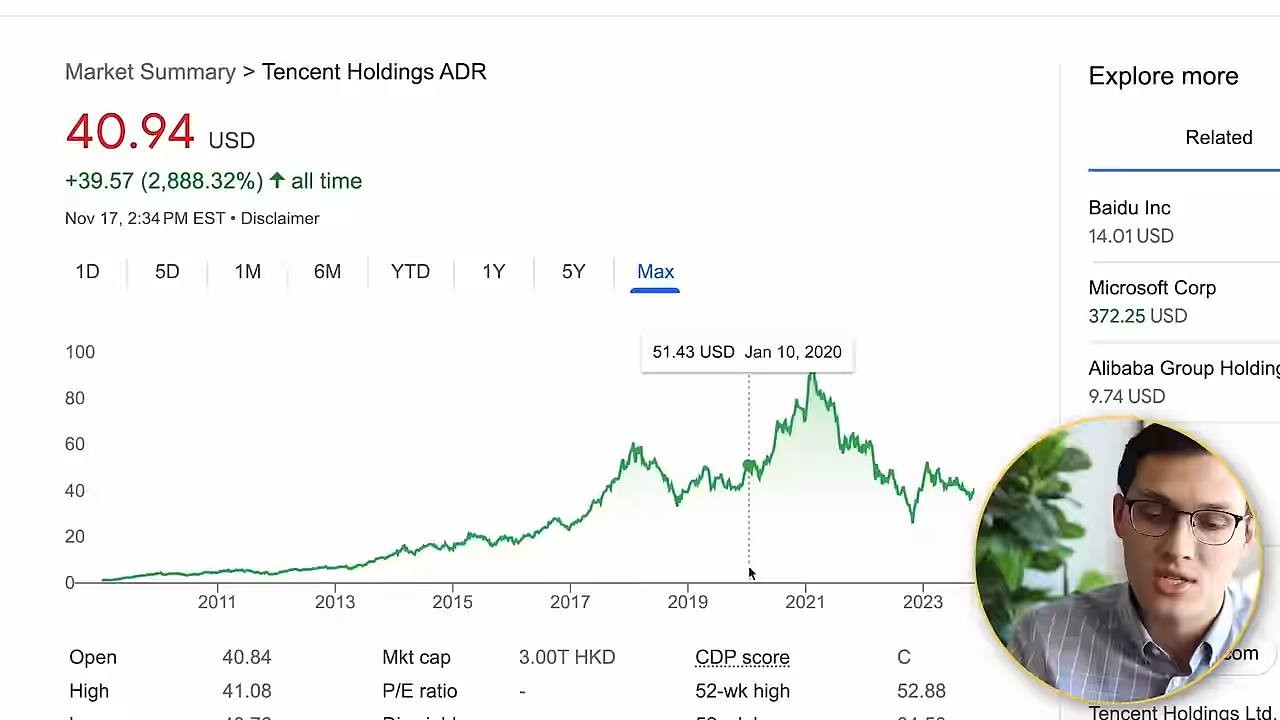 Market Summary > Tencent Holdings ADR
40.94 USD
+39.57 (2,888.32%) ↑ all time
Nov 17, 2:34 PM EST • Disclaimer
1D 5D 1M 6M YTD 1Y 5Y Max
51.43 USD Jan 10, 2020
100
80
60
40
20
0
2011 2013 2015 2017 2019 2021 2023
Open 40.84 Mkt cap 3.00T HKD CDP score C
High 41.08 P/E ratio - 52-wk high 52.88
Explore more
Related
Baidu Inc
14.01 USD
Microsoft Corp
372.25 USD
Alibaba Group Holding
9.74 USD
com
Tencent Holdings Ltd.